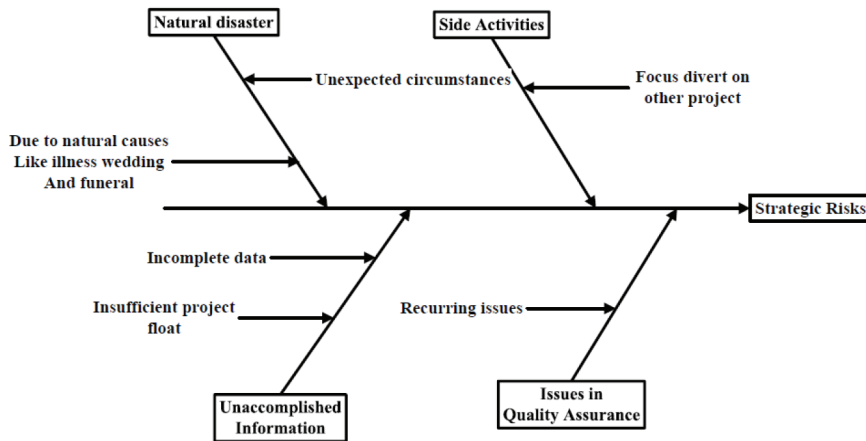 Natural disaster
Side Activities
Unexpected circumstances
Focus divert on
other project
Due to natural causes
Like illness wedding
And funeral
Strategic Risks
Incomplete data
Insufficient project
float
Recurring issues
Unaccomplished
Information
Issues in
Quality Assurance